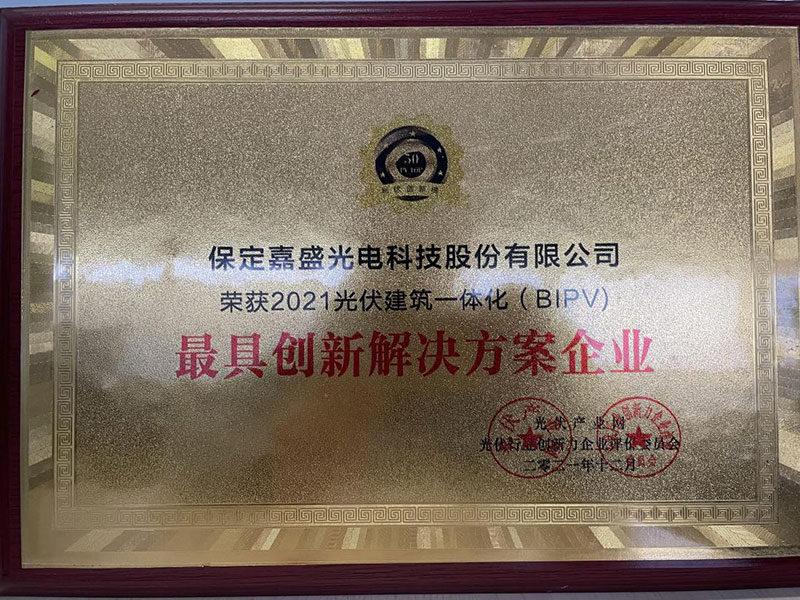 50
PV TOP
保定嘉盛光电科技股份有限公司
荣获2021光伏建筑一体化（BIPV)
最具创新解决方案企业
光伏产业网
光伏行业创新力企业评价委员会
二零二一年十二月